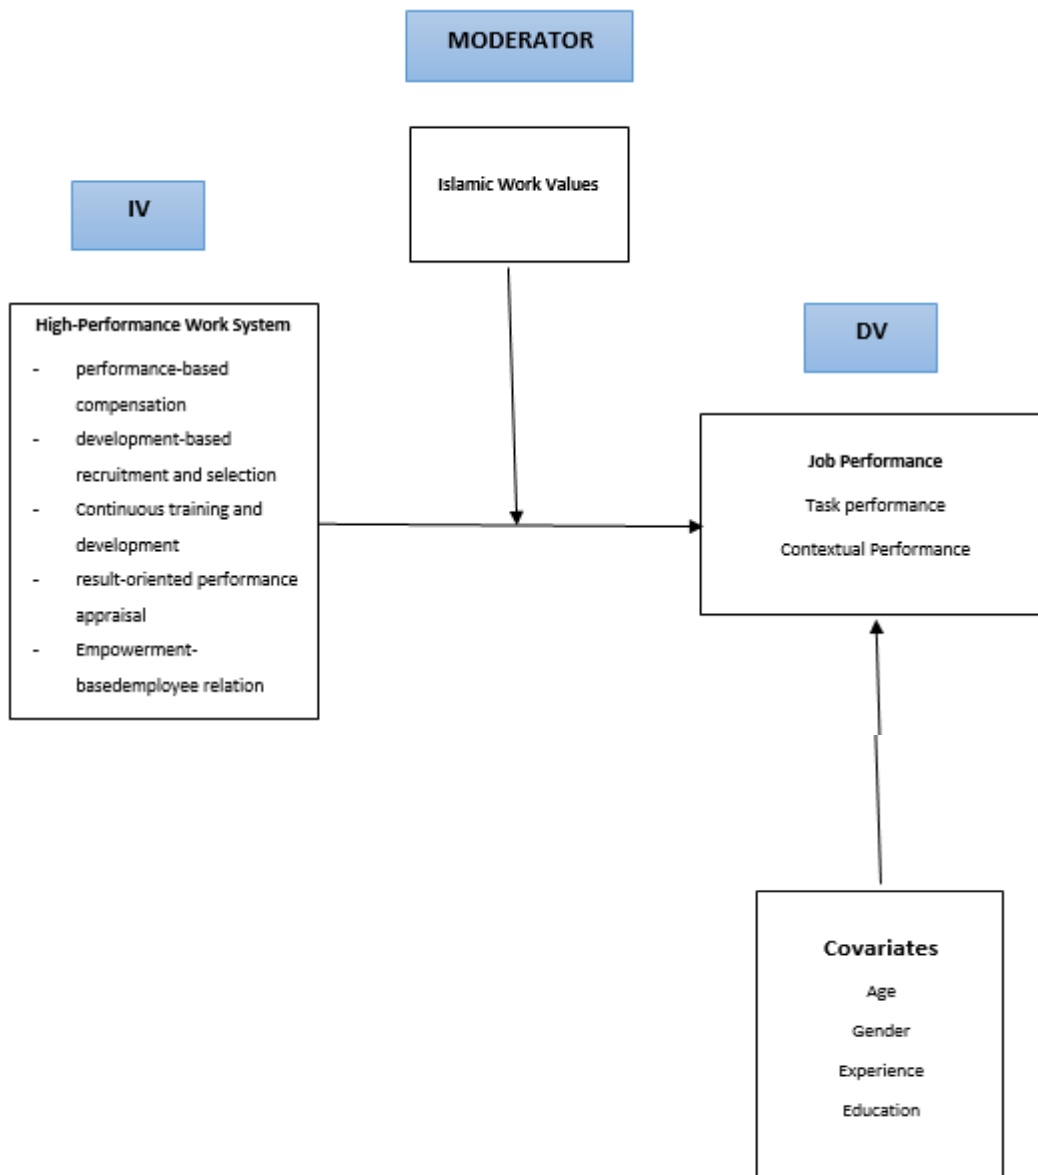 MODERATOR
Islamic Work Values
IV
High-Performance Work System
- performance-based
compensation
- development-based
recruitment and selection
- Continuous training and
development
- result-oriented performance
appraisal
- Empowerment-
basedemployee relation
DV
Job Performance
Task performance
Contextual Performance
Covariates
Age
Gender
Experience
Education